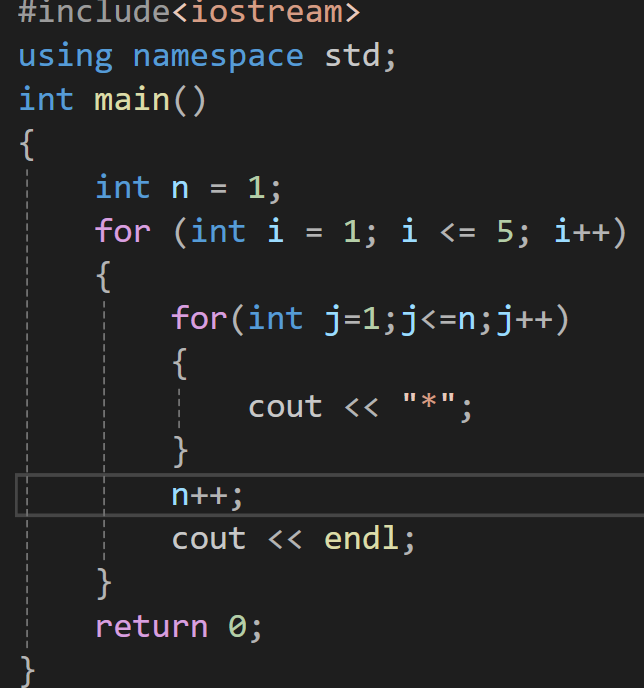 #include<iostream>
using namespace std;
int main()
{
    int n = 1;
    for (int i = 1; i <= 5; i++)
    {
        for(int j=1;j<=n;j++)
        {
            cout << "*";
        }
        n++;
        cout << endl;
    }
    return 0;
}